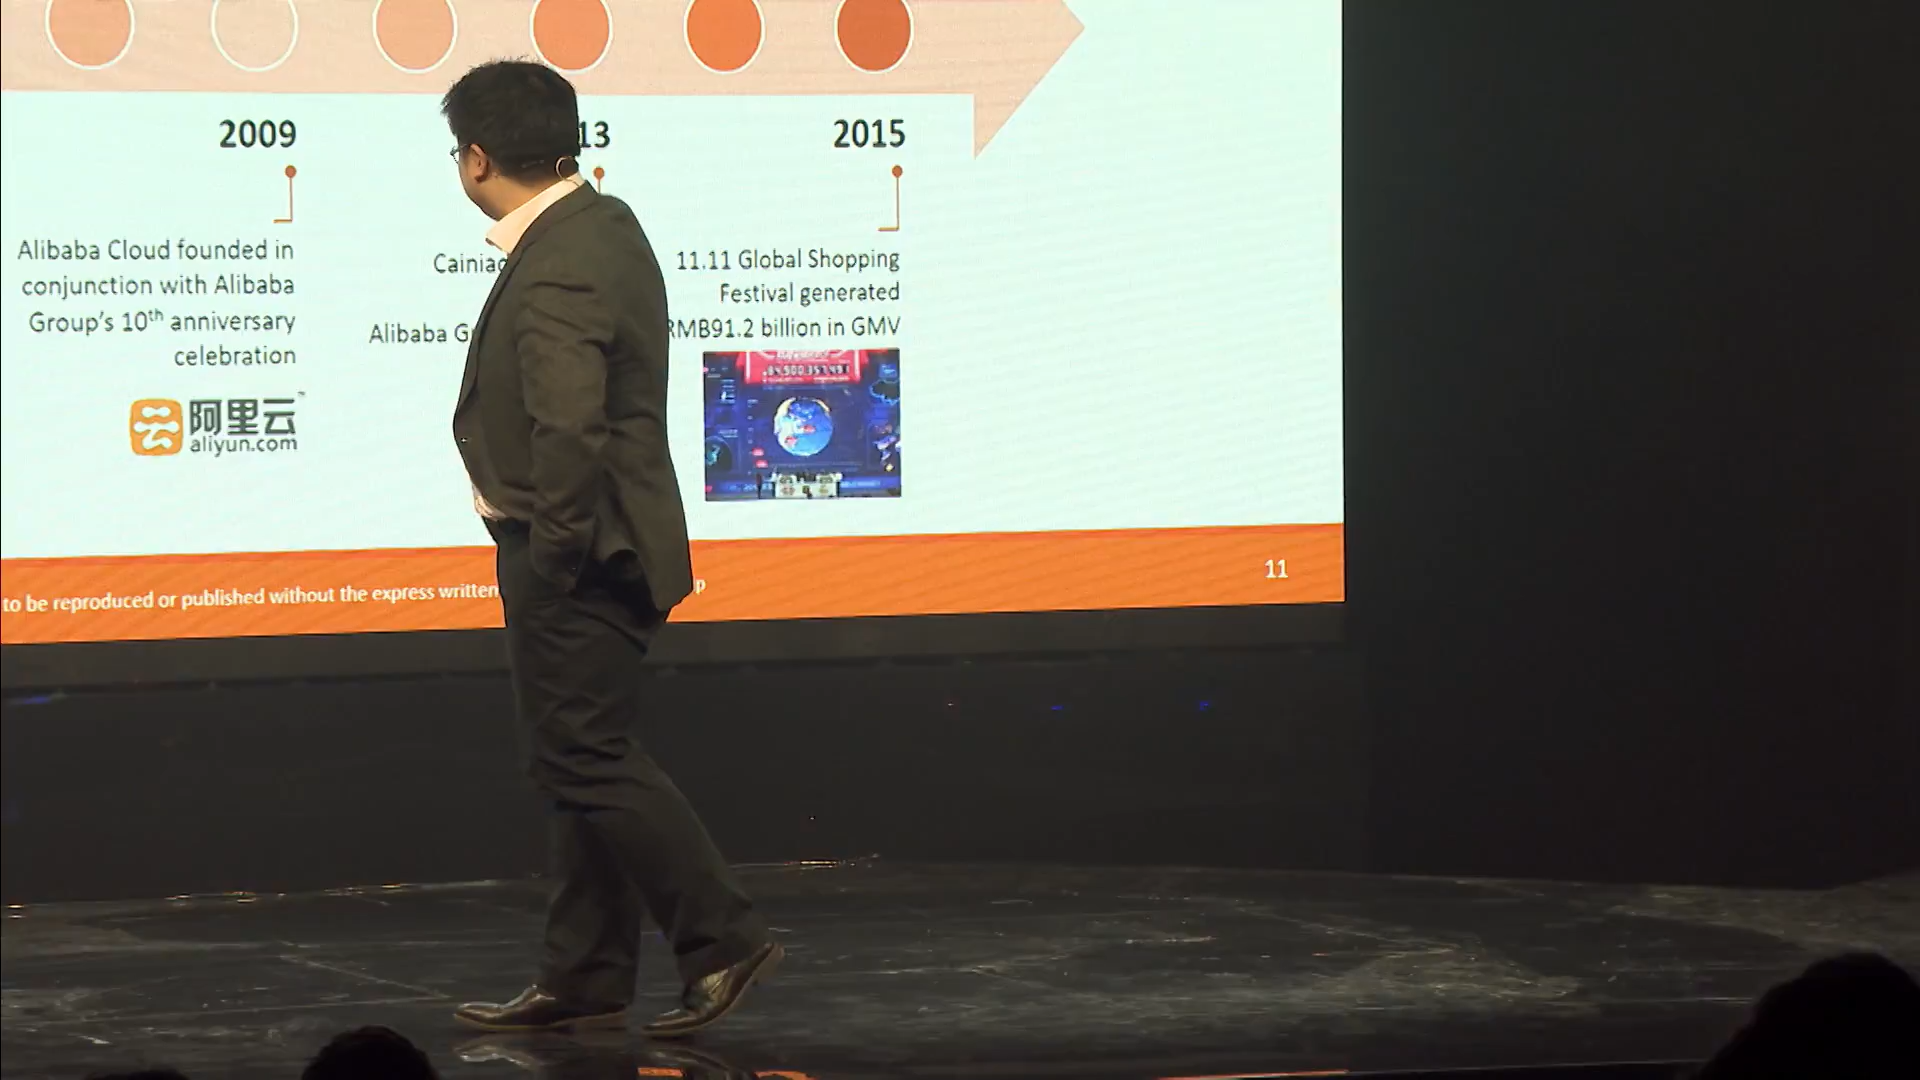 2009
13
2015
Alibaba Cloud founded in
conjunction with Alibaba
Group's 10th anniversary
celebration
阿里云™
aliyun.com
Alibaba G
11.11 Global Shopping
Festival generated
RMB91.2 billion in GMV
to be reproduced or published without the express written
11